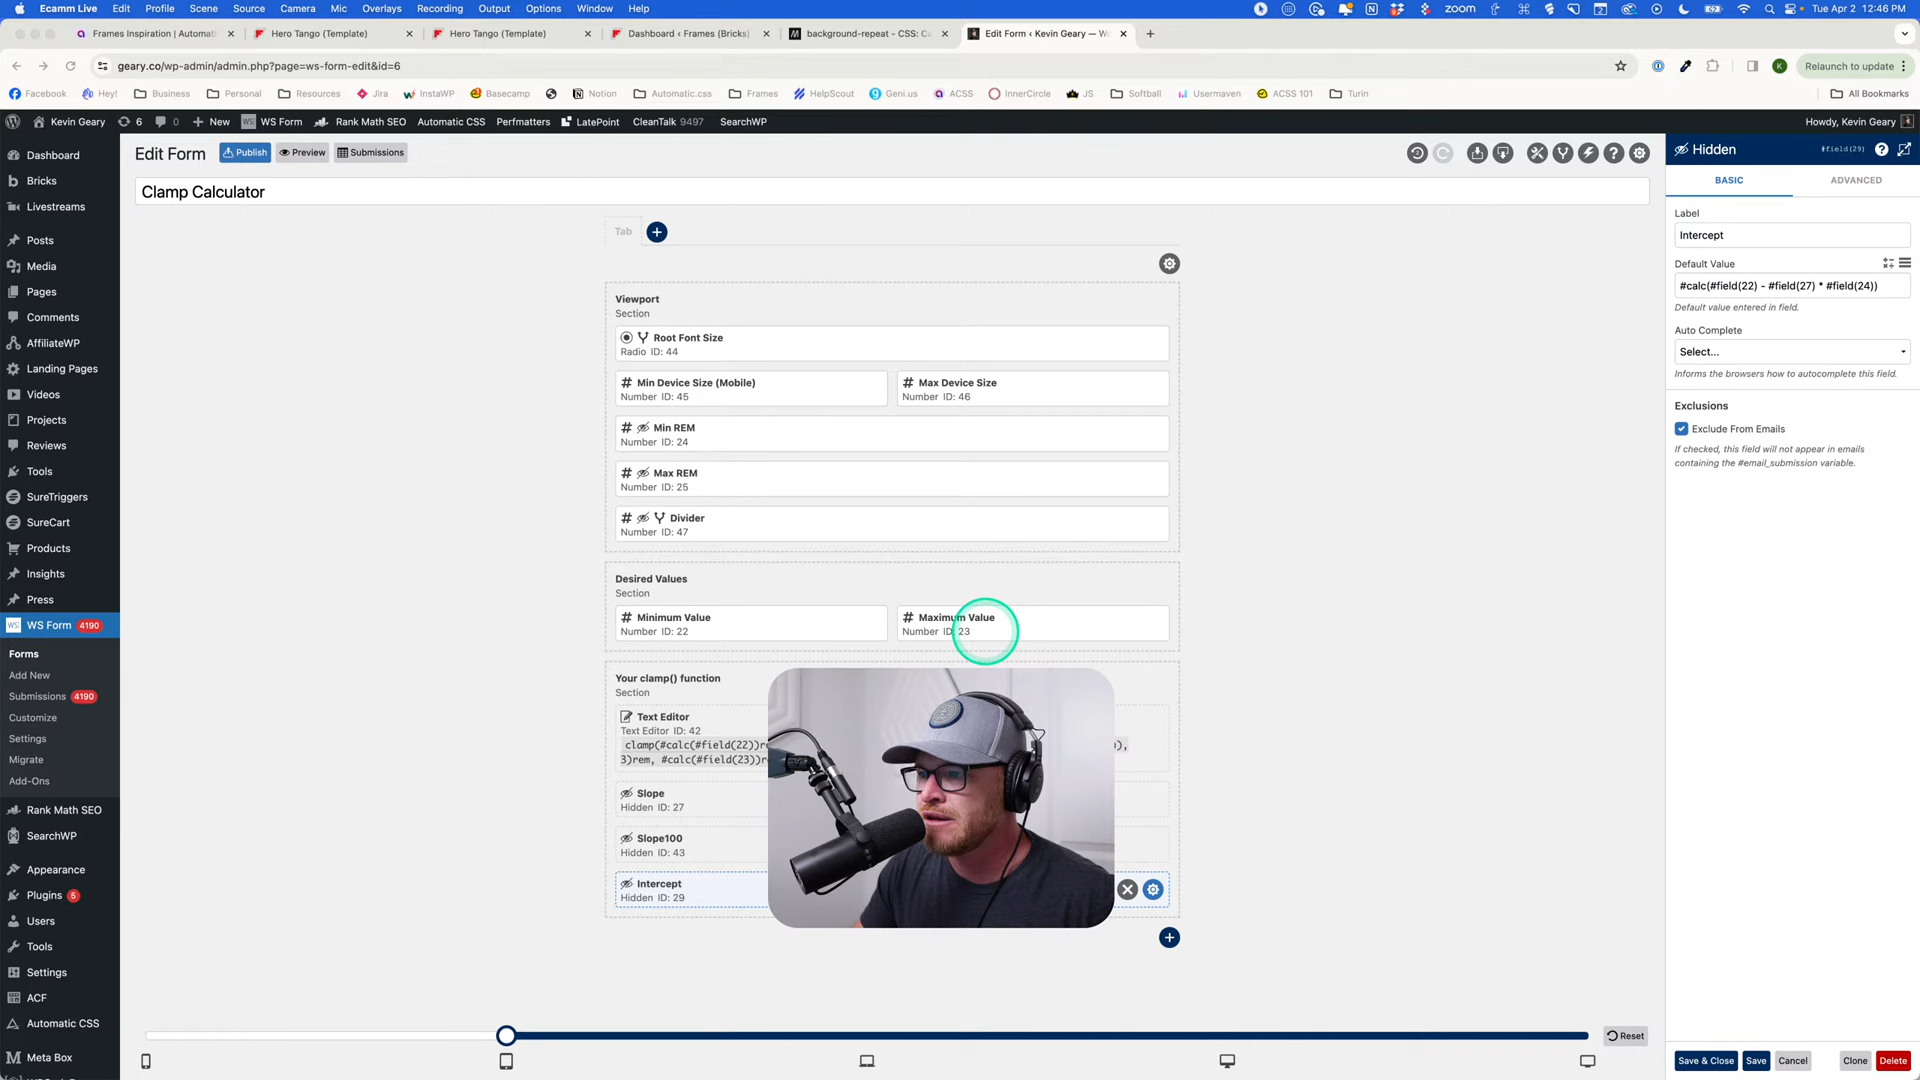 Ecamm Live Edit Profile Scene Source Camera Mic Overlays Recording Output Options Window Help zoom Tue Apr 2 12:46 PM
Frames Inspiration | Automati Hero Tango (Template) Hero Tango (Template) Dashboard ‹ Frames (Bricks) background-repeat - CSS: Ca Edit Form ‹ Kevin Geary — W
geary.co/wp-admin/admin.php?page=ws-form-edit&id=6 Relaunch to update
Facebook Hey! Business Personal Resources Jira InstaWP Basecamp Notion Automatic.css Frames HelpScout Geni.us ACSS InnerCircle JS Softball Usermaven ACSS 101 Turin All Bookmarks
Kevin Geary 6 0 New WS Form Rank Math SEO Automatic CSS Perfmatters LatePoint CleanTalk 9497 SearchWP Howdy, Kevin Geary
Dashboard
Bricks
Livestreams
Posts
Media
Pages
Comments
AffiliateWP
Landing Pages
Videos
Projects
Reviews
Tools
SureTriggers
SureCart
Products
Insights
Press
WS Form 4190
Forms
Add New
Submissions 4190
Customize
Settings
Migrate
Add-Ons
Rank Math SEO
SearchWP
Appearance
Plugins 5
Users
Tools
Settings
ACF
Automatic CSS
Meta Box
Edit Form Publish Preview Submissions
Clamp Calculator
Tab
Viewport
Section
Root Font Size
Radio ID: 44
Min Device Size (Mobile)
Number ID: 45
Max Device Size
Number ID: 46
Min REM
Number ID: 24
Max REM
Number ID: 25
Divider
Number ID: 47
Desired Values
Section
Minimum Value
Number ID: 22
Maximum Value
Number ID: 23
Your clamp() function
Section
Text Editor
Text Editor ID: 42
clamp(#calc(#field(22))r ),
3)rem, #calc(#field(23))r
Slope
Hidden ID: 27
Slope100
Hidden ID: 43
Intercept
Hidden ID: 29
Reset
Hidden #field(29)
BASIC ADVANCED
Label
Intercept
Default Value
#calc(#field(22) - #field(27) * #field(24))
Default value entered in field.
Auto Complete
Select...
Informs the browsers how to autocomplete this field.
Exclusions
Exclude From Emails
If checked, this field will not appear in emails
containing the #email_submission variable.
Save & Close Save Cancel Clone Delete